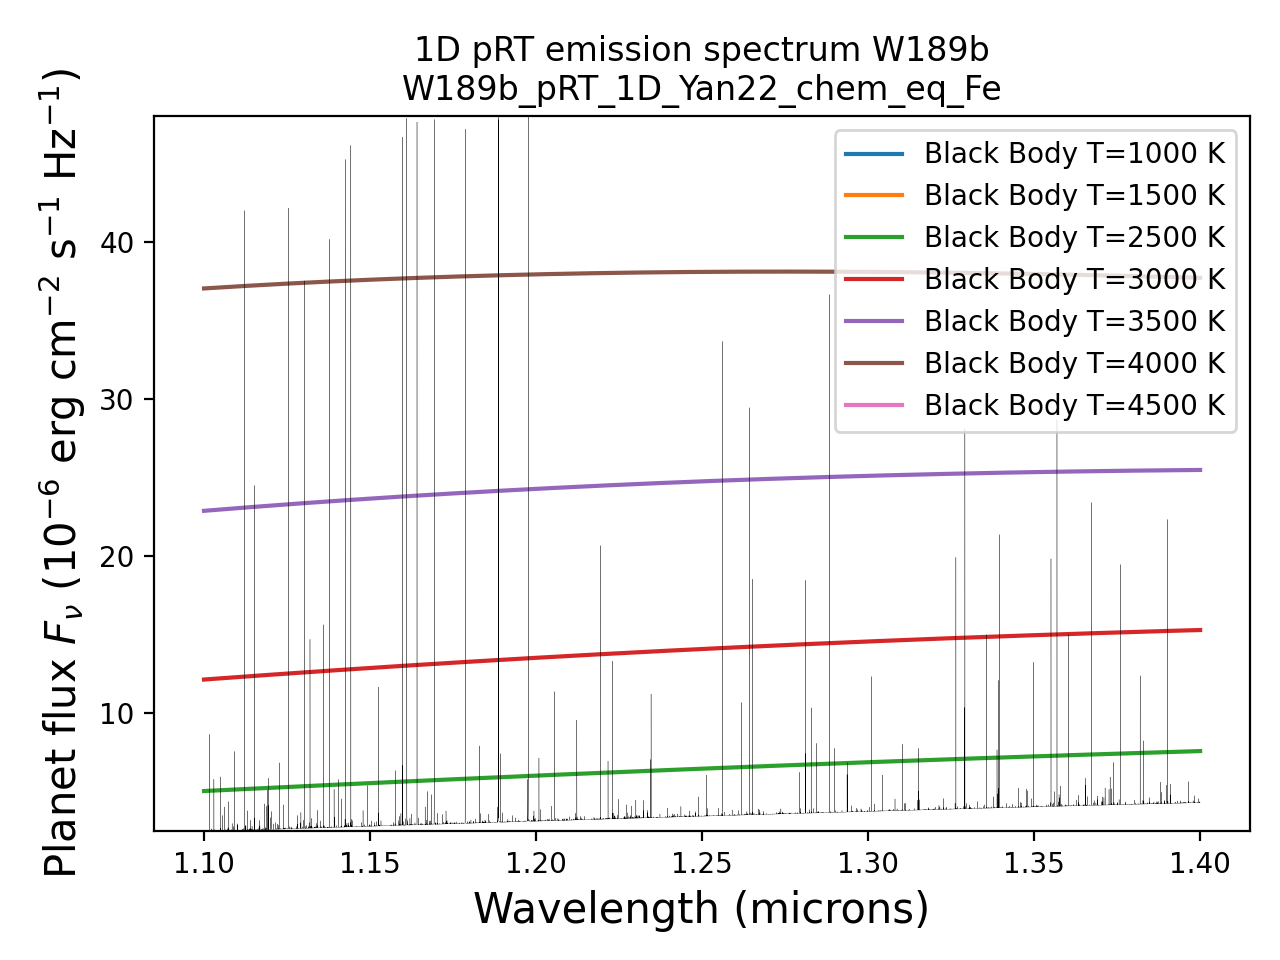 1D pRT emission spectrum W189b
W189b_pRT_1D_Yan22_chem_eq_Fe
Planet flux $F_\nu$ (10⁻⁶ erg cm⁻² s⁻¹ Hz⁻¹)
40
30
20
10
Black Body T=1000 K
Black Body T=1500 K
Black Body T=2500 K
Black Body T=3000 K
Black Body T=3500 K
Black Body T=4000 K
Black Body T=4500 K
1.10 1.15 1.20 1.25 1.30 1.35 1.40
Wavelength (microns)